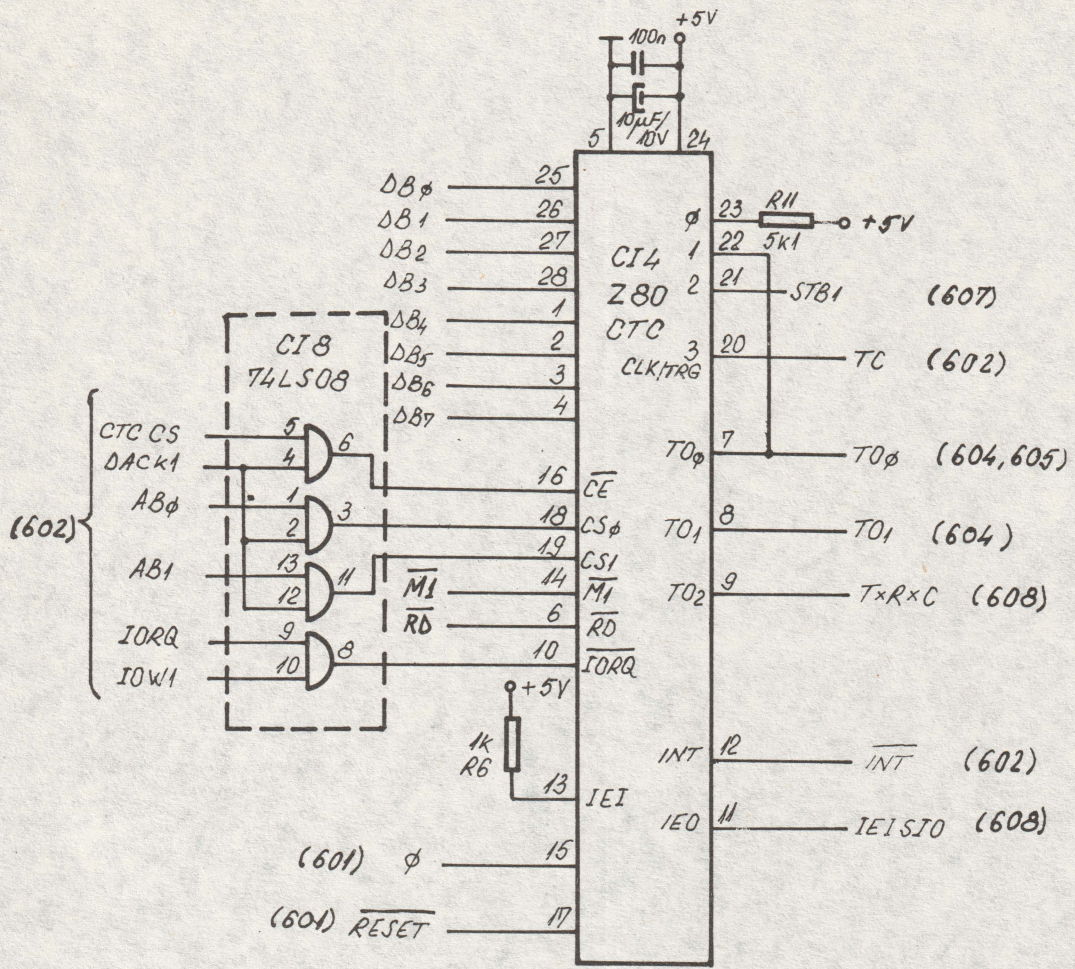 +5V
100n
10µF/
10V
5
24
DBφ 25
DB1 26
DB2 27
DB3 28
DB4 1
DB5 2
DB6 3
DB7 4
CI4
Z80
CTC
φ 23 R11 +5V
5k1
1 22
2 21 STB1 (607)
3 20 TC (602)
CLK/TRG
CI8
74LS08
(602)
CTC CS 5
DACK1 4
6
16 CE
ABφ 1
2
3
18 CSφ
AB1 13
12
11
19 CS1
IORQ 9
IOW1 10
8
10 IORQ
M1 14 M1
RD 6 RD
+5V
1k
R6
13 IEI
(601) φ 15
(601) RESET 17
TOφ 7 TOφ (604,605)
TO1 8 TO1 (604)
TO2 9 T×R×C (608)
INT 12 INT (602)
IEO 11 IEISIO (608)